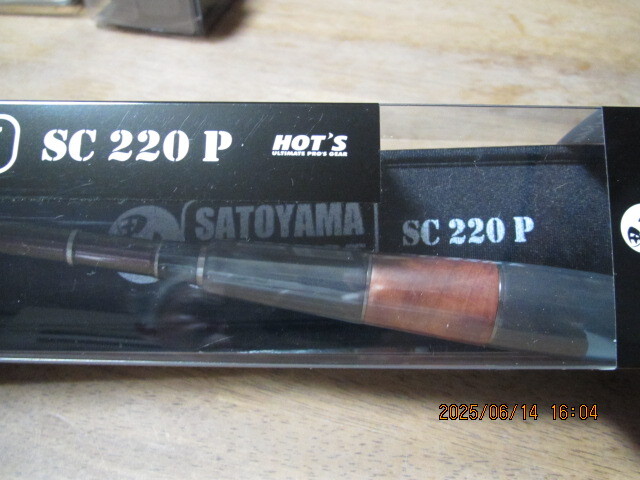 SC 220 P
HOT'S
ULTIMATE PRO'S GEAR
SATOYAMA
SC 220 P
2025/06/14 16:04